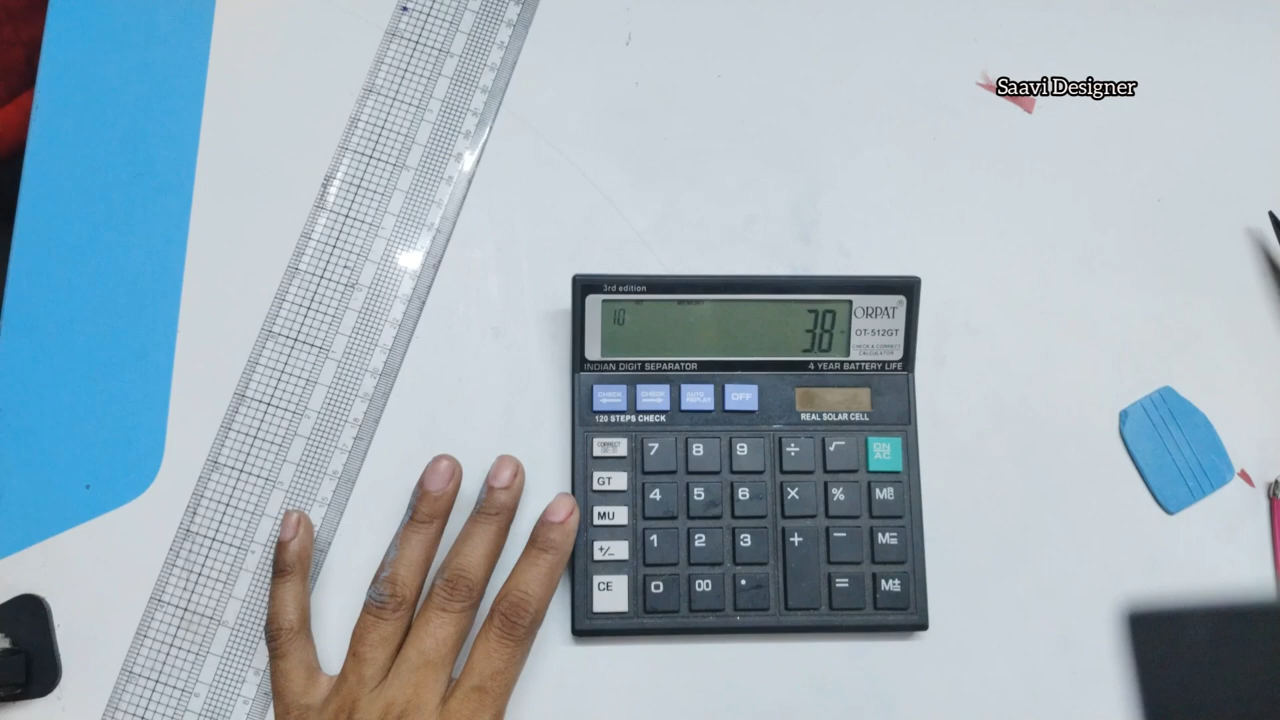 Saavi Designer
3rd edition
10
38
ORPAT
OT-512GT
CHECK & CORRECT
CALCULATOR
INDIAN DIGIT SEPARATOR
4 YEAR BATTERY LIFE
CHECK
CHECK
AUTO
REPLAY
OFF
120 STEPS CHECK
REAL SOLAR CELL
CORRECT
7
8
9
÷
√
ON
AC
GT
4
5
6
X
%
MU
1
2
3
+
−
M=
+/−
CE
0
00
.
=
M±